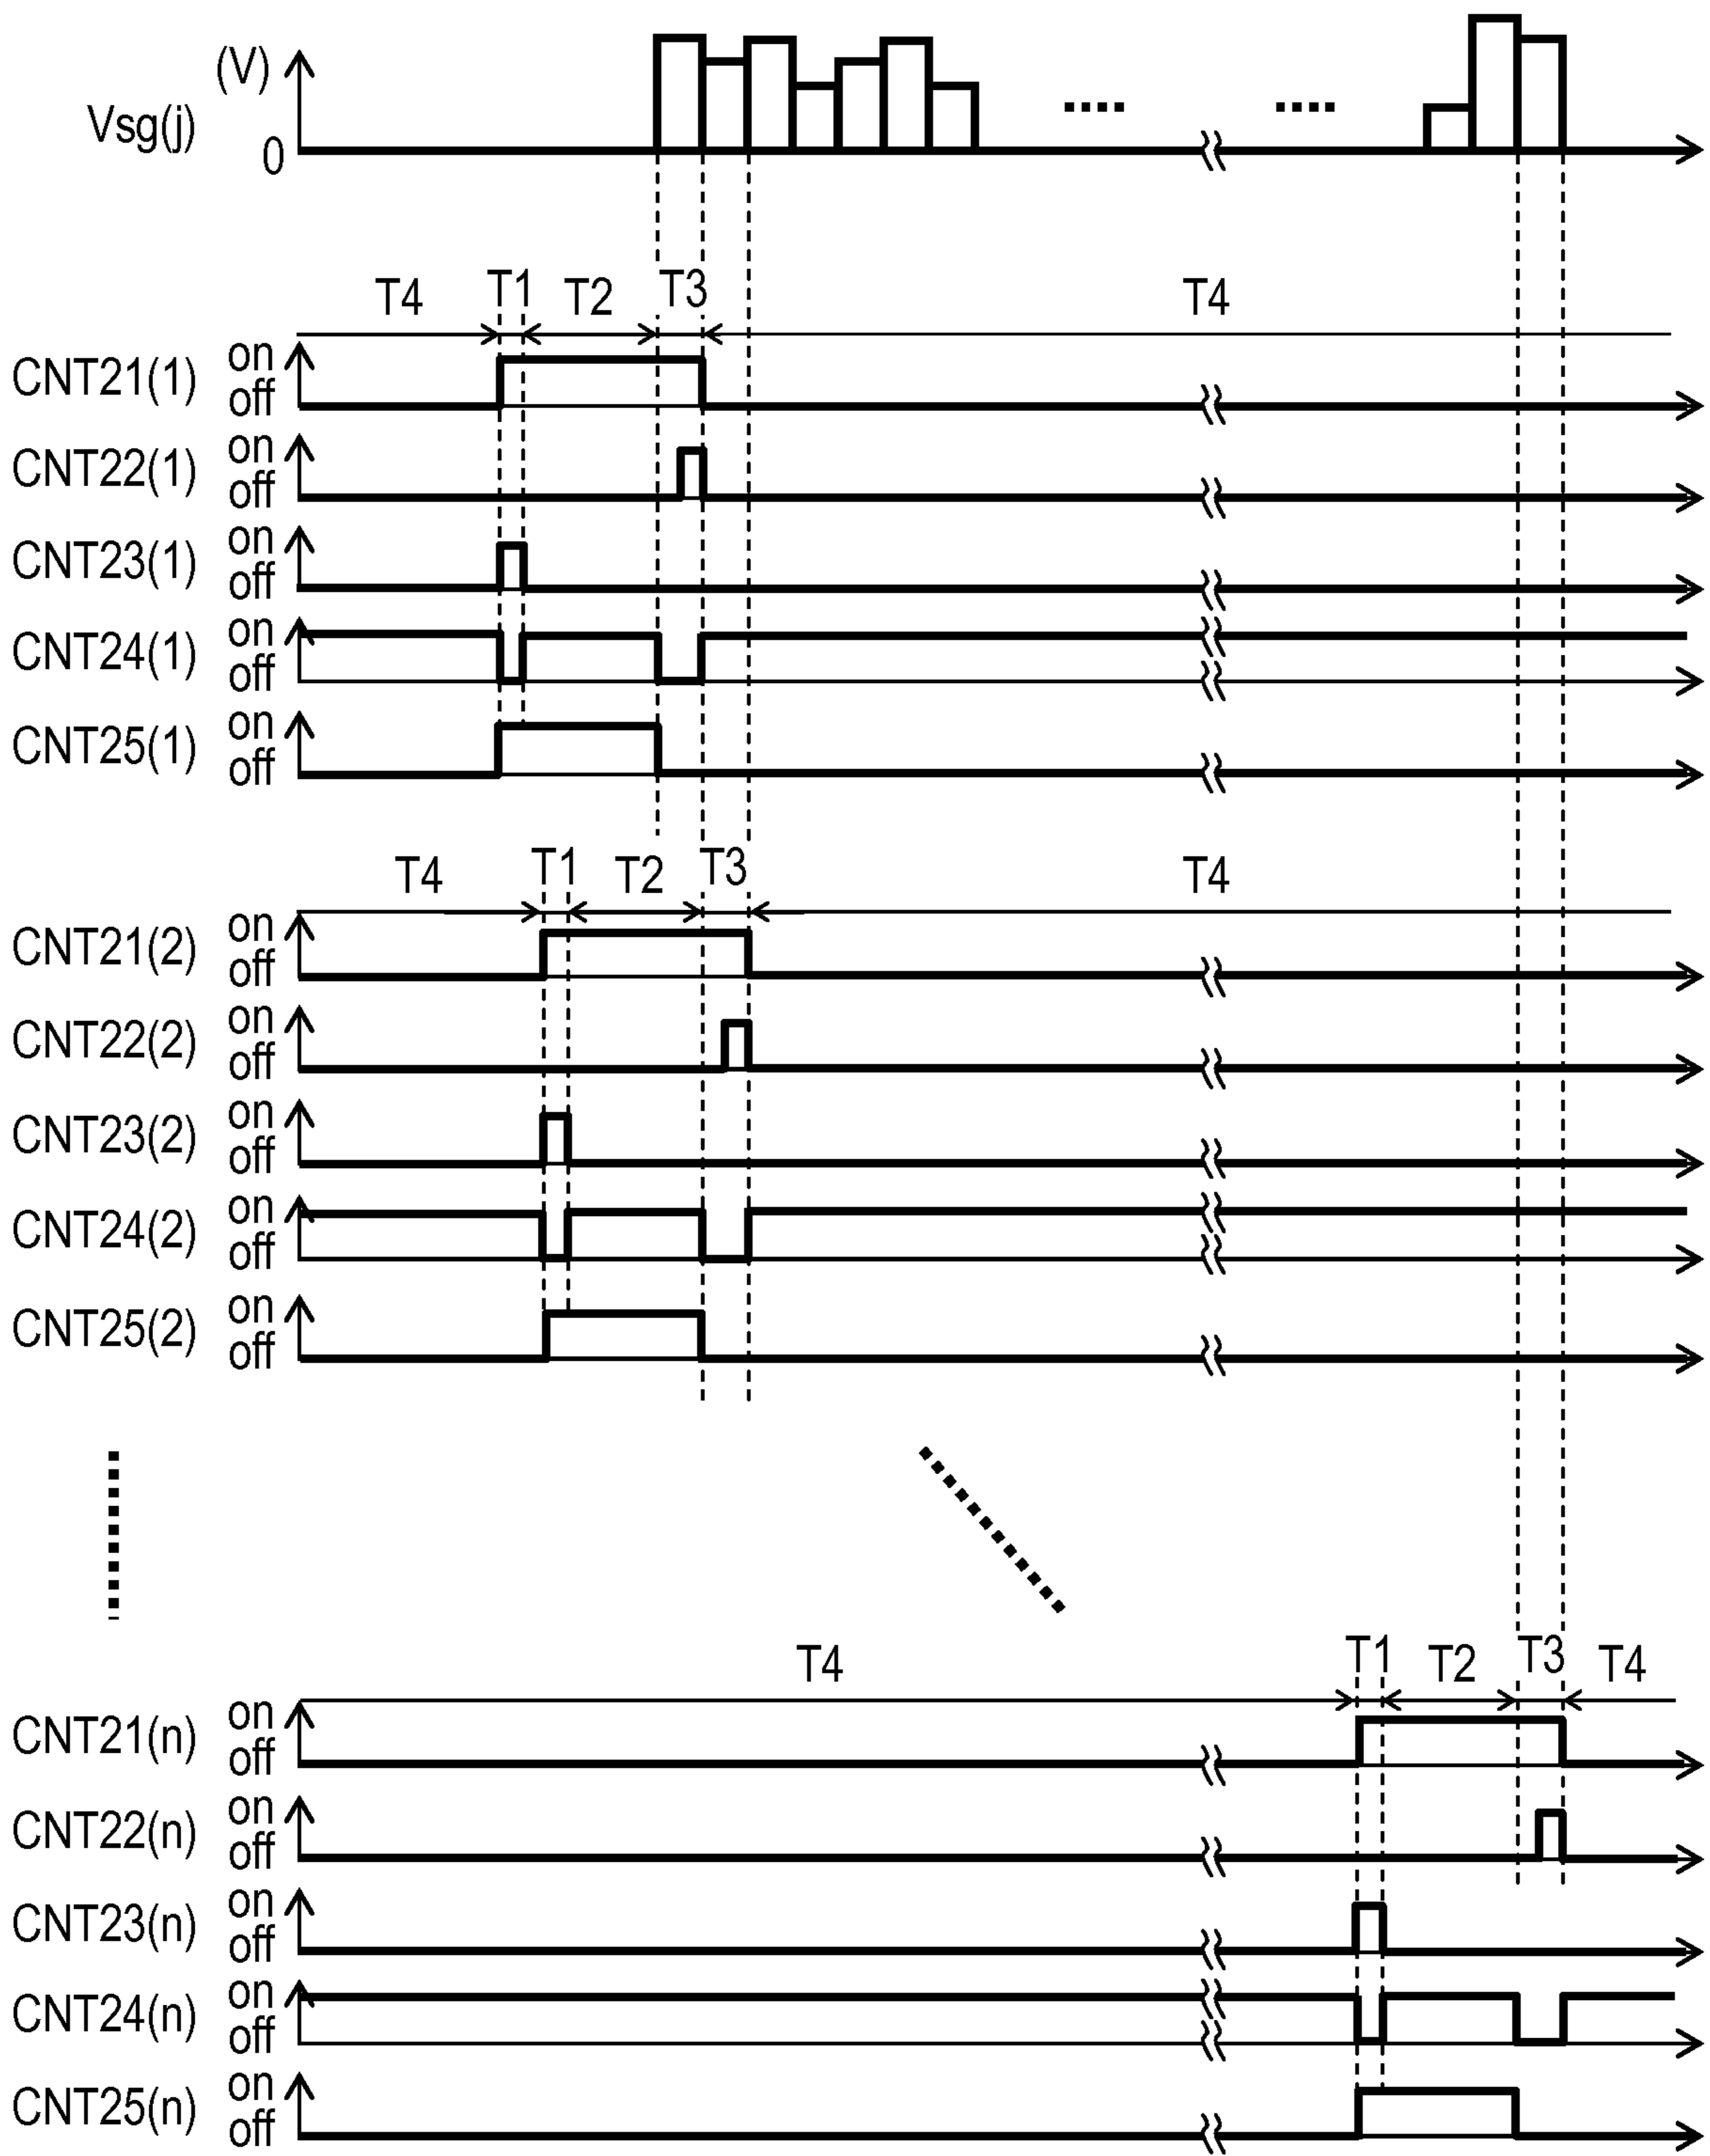 (V)
Vsg(j)
0
T4 T1 T2 T3 T4
CNT21(1) on off
CNT22(1) on off
CNT23(1) on off
CNT24(1) on off
CNT25(1) on off
T4 T1 T2 T3 T4
CNT21(2) on off
CNT22(2) on off
CNT23(2) on off
CNT24(2) on off
CNT25(2) on off
T4 T1 T2 T3 T4
CNT21(n) on off
CNT22(n) on off
CNT23(n) on off
CNT24(n) on off
CNT25(n) on off